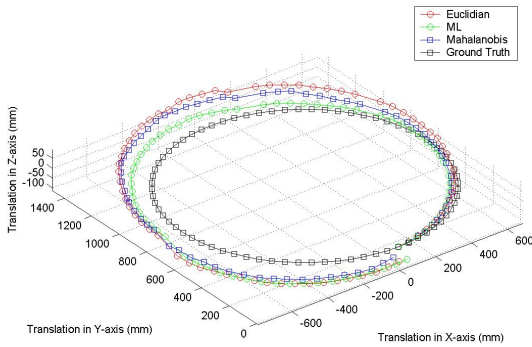 Euclidian
ML
Mahalanobis
Ground Truth
Translation in Z-axis (mm)
50
0
-50
-100
1400
1200
1000
800
600
400
200
0
-600
-400
-200
0
200
400
600
Translation in Y-axis (mm)
Translation in X-axis (mm)